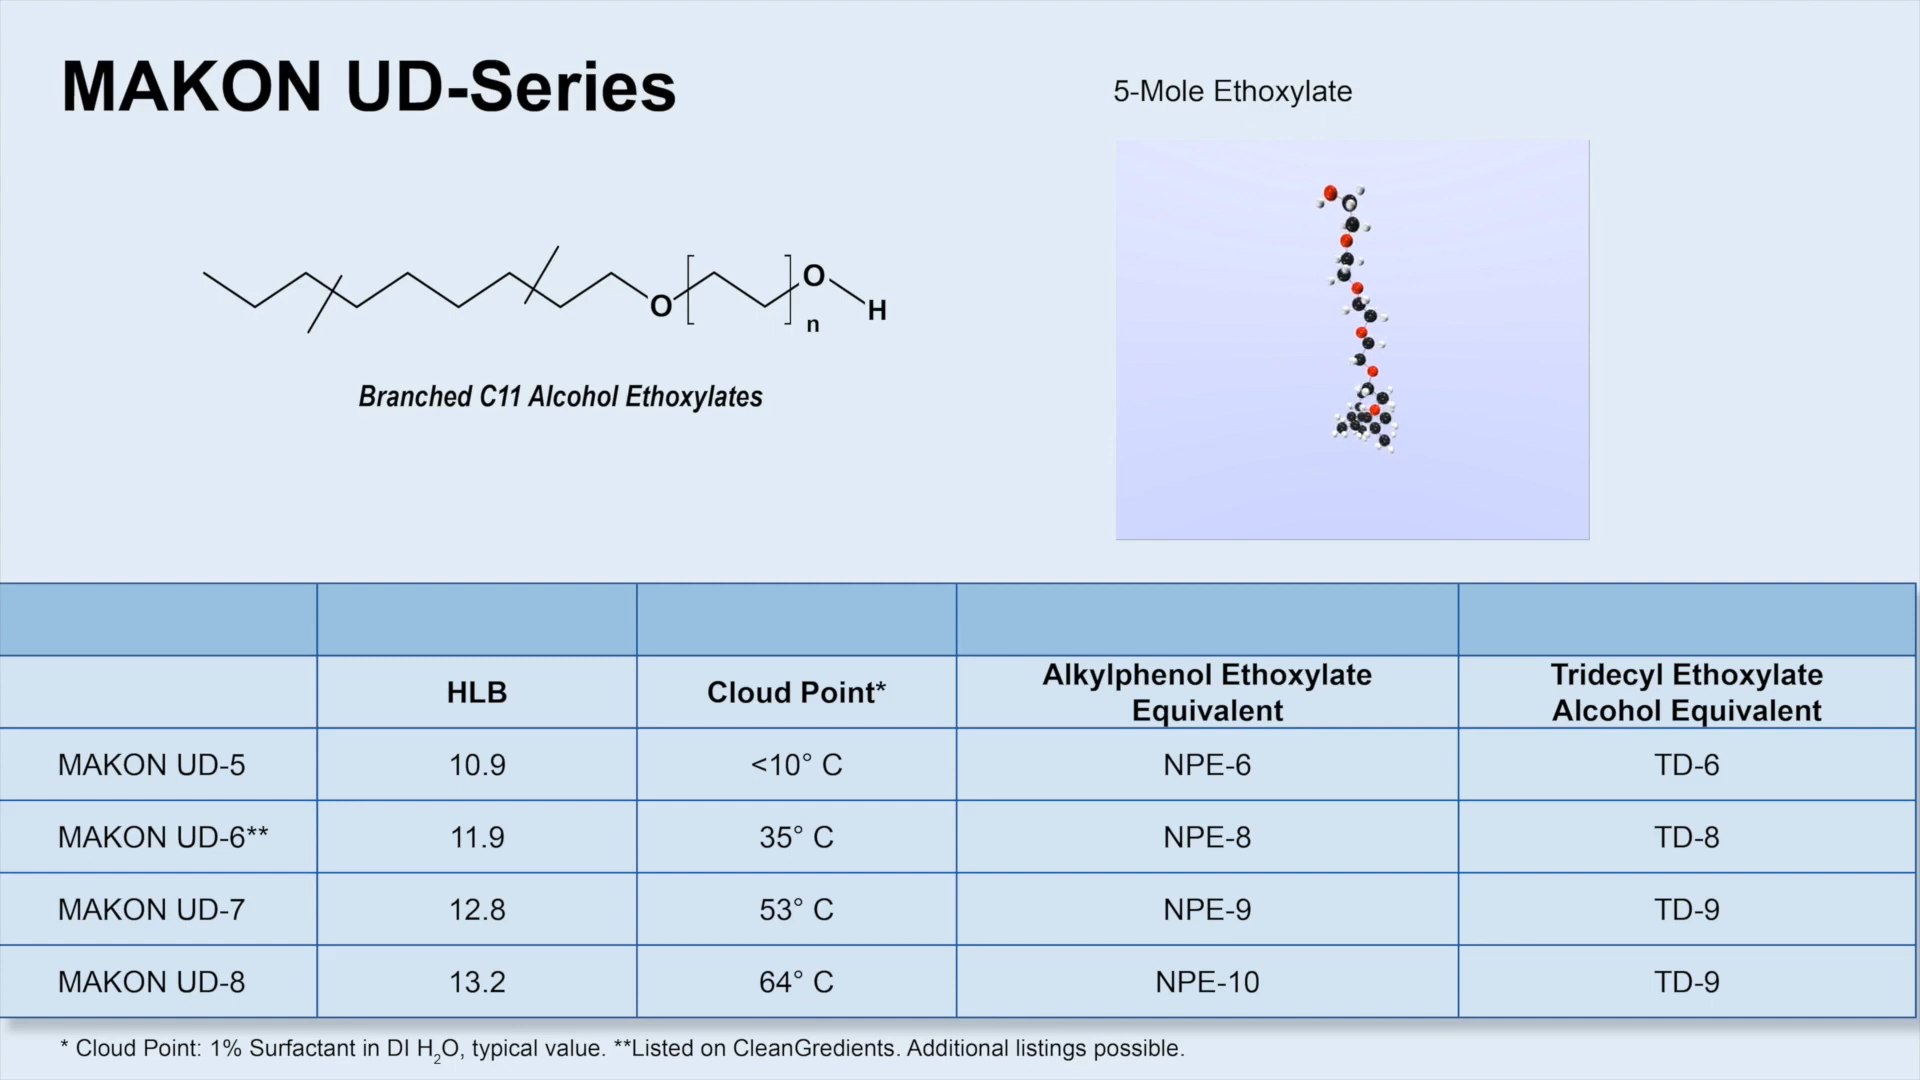 MAKON UD-Series
5-Mole Ethoxylate
O
O
n
H
Branched C11 Alcohol Ethoxylates
HLB
Cloud Point*
Alkylphenol Ethoxylate
Equivalent
Tridecyl Ethoxylate
Alcohol Equivalent
MAKON UD-5 10.9 <10° C NPE-6 TD-6
MAKON UD-6** 11.9 35° C NPE-8 TD-8
MAKON UD-7 12.8 53° C NPE-9 TD-9
MAKON UD-8 13.2 64° C NPE-10 TD-9
* Cloud Point: 1% Surfactant in DI H₂O, typical value. **Listed on CleanGredients. Additional listings possible.